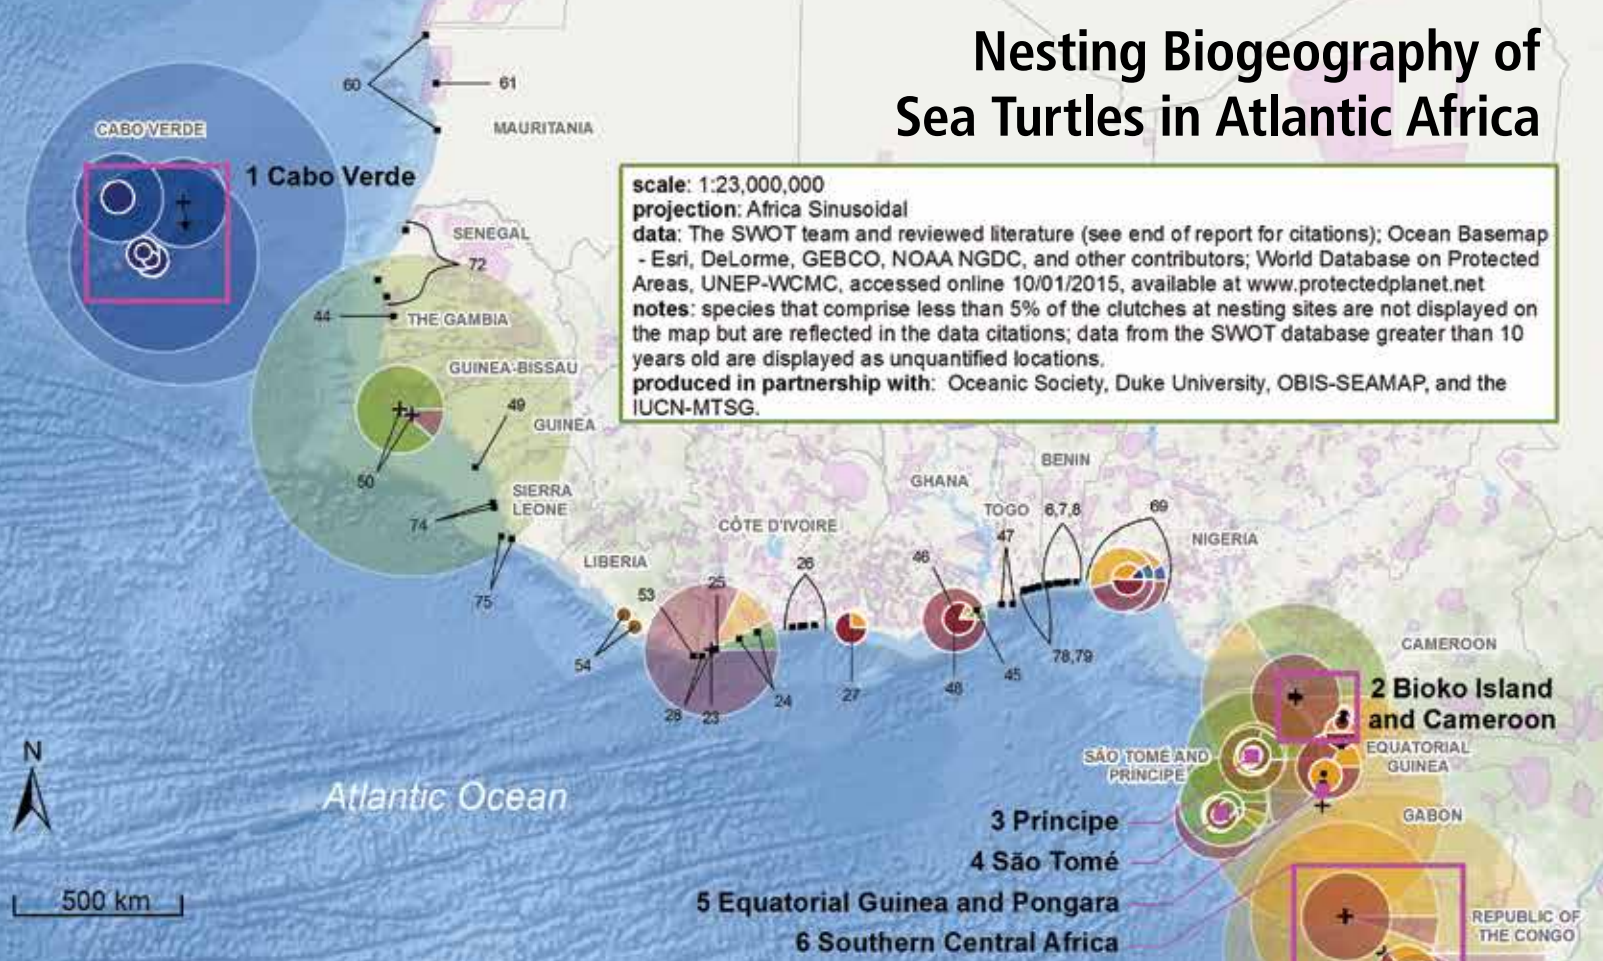 Nesting Biogeography of
Sea Turtles in Atlantic Africa
scale: 1:23,000,000
projection: Africa Sinusoidal
data: The SWOT team and reviewed literature (see end of report for citations); Ocean Basemap
- Esri, DeLorme, GEBCO, NOAA NGDC, and other contributors; World Database on Protected
Areas, UNEP-WCMC, accessed online 10/01/2015, available at www.protectedplanet.net
notes: species that comprise less than 5% of the clutches at nesting sites are not displayed on
the map but are reflected in the data citations; data from the SWOT database greater than 10
years old are displayed as unquantified locations.
produced in partnership with: Oceanic Society, Duke University, OBIS-SEAMAP, and the
IUCN-MTSG.
60
61
CABO VERDE
MAURITANIA
1 Cabo Verde
SENEGAL
72
44
THE GAMBIA
GUINEA-BISSAU
49
GUINEA
50
SIERRA
LEONE
74
75
LIBERIA
CÔTE D'IVOIRE
GHANA
BENIN
TOGO
6,7,8
69
NIGERIA
47
46
26
25
53
54
28
23
24
27
48
45
78,79
CAMEROON
2 Bioko Island
and Cameroon
SÃO TOMÉ AND
PRÍNCIPE
EQUATORIAL
GUINEA
GABON
3 Principe
4 São Tomé
5 Equatorial Guinea and Pongara
6 Southern Central Africa
REPUBLIC OF
THE CONGO
N
Atlantic Ocean
500 km